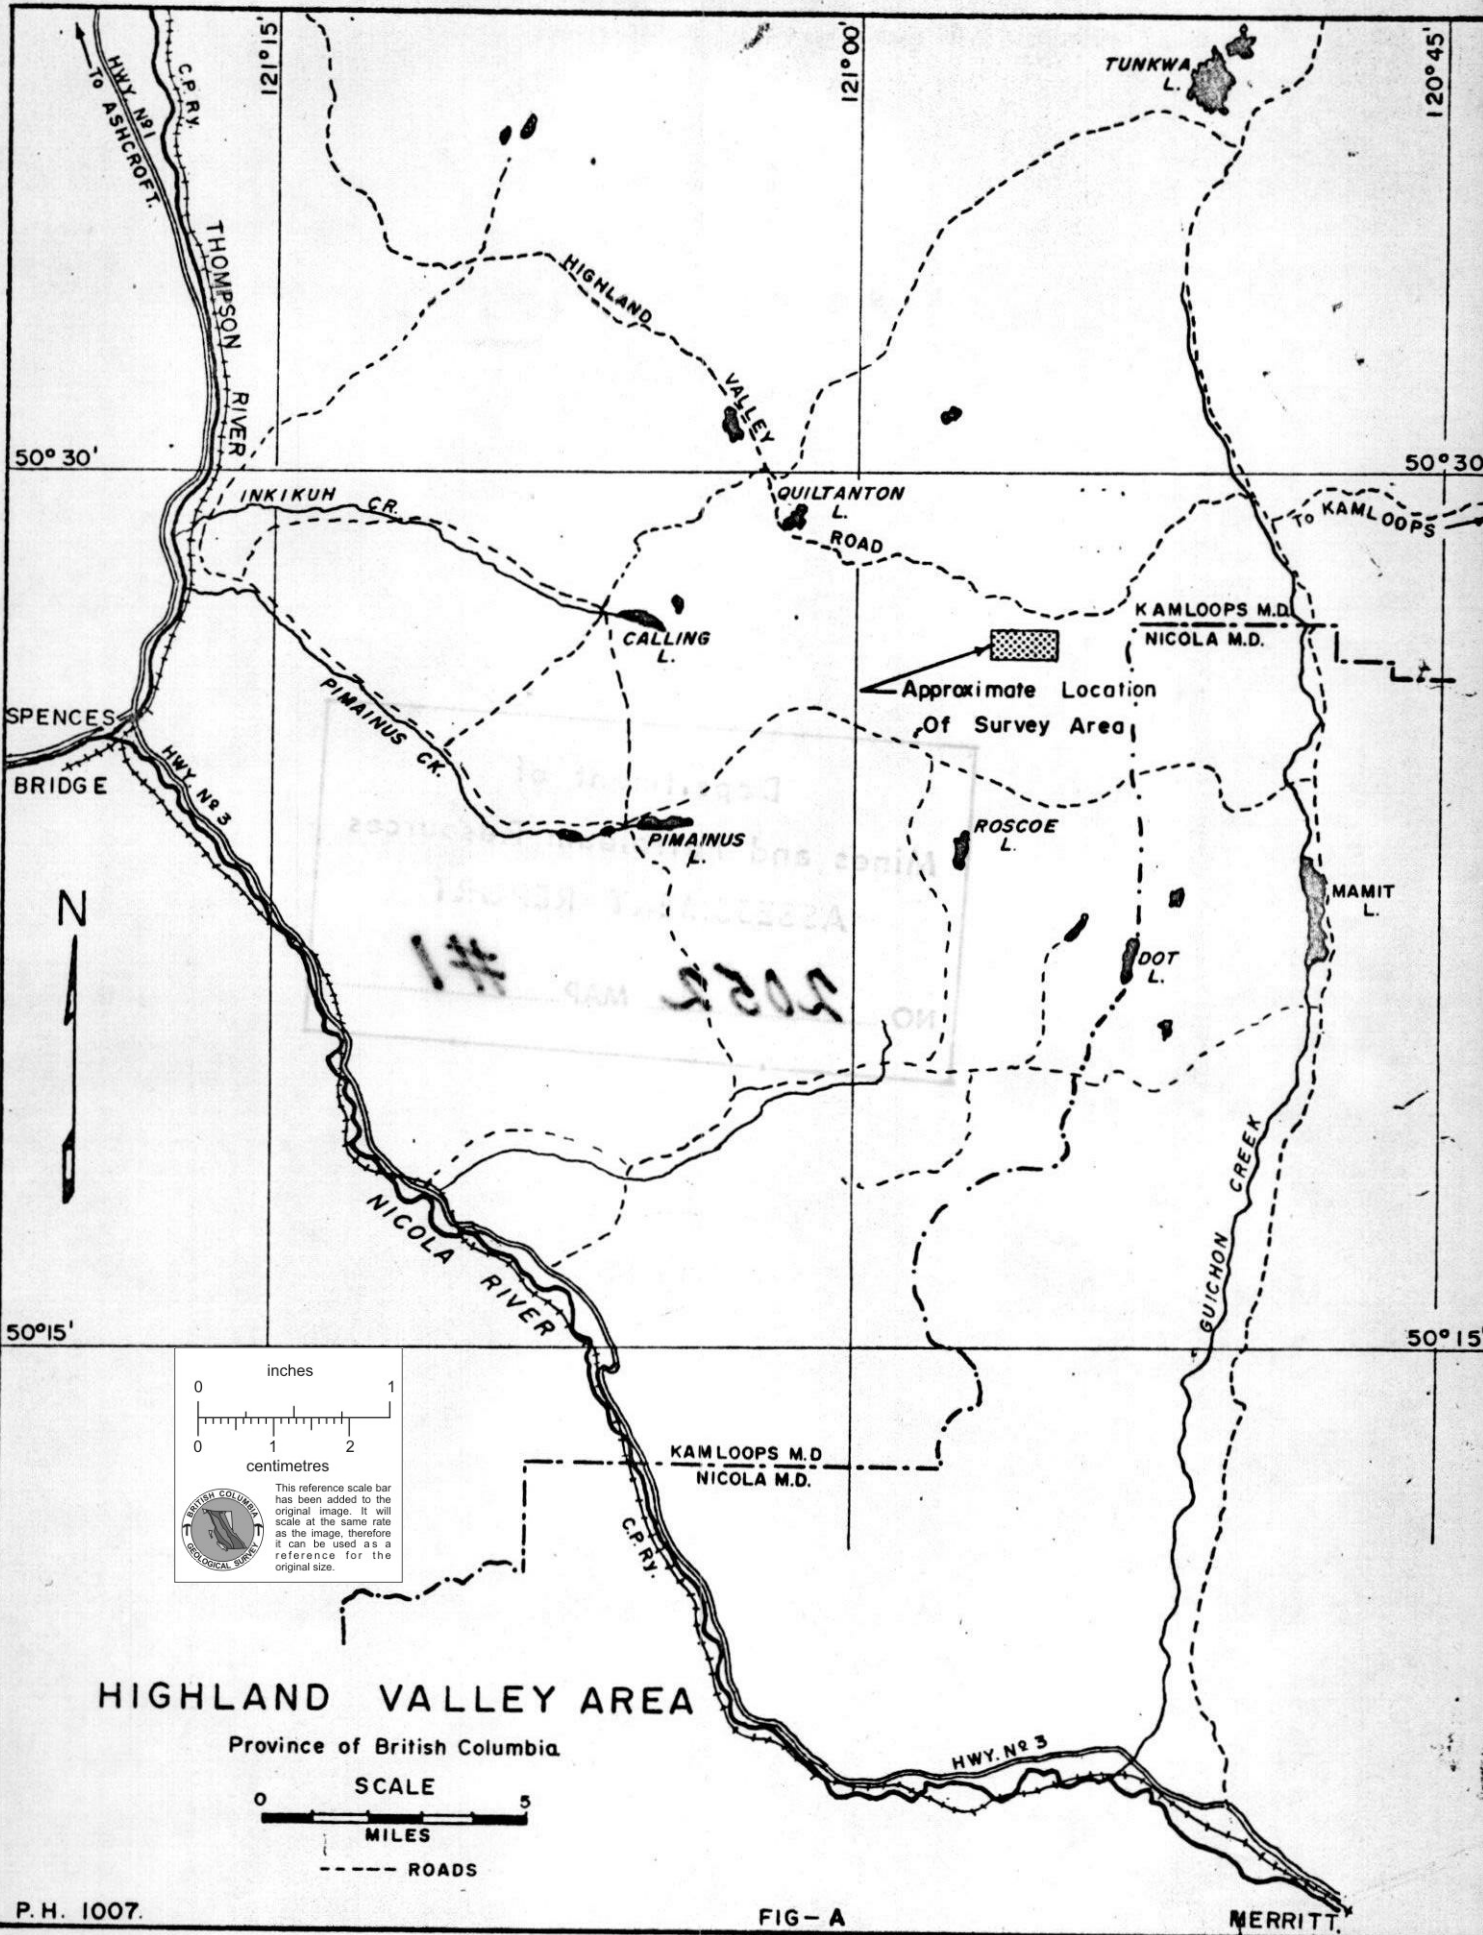 121°15'
121°00'
120°45'
HWY. Nº1
To ASHCROFT.
C.P. RY.
TUNKWA
L.
THOMPSON RIVER
HIGHLAND
VALLEY
ROAD
50°30'
50°30'
INKIKUH CR.
QUILTANTON
L.
To KAMLOOPS
CALLING
L.
KAMLOOPS M.D.
NICOLA M.D.
Approximate Location
Of Survey Area
PIMAINUS CK.
SPENCES
BRIDGE
HWY. Nº3
PIMAINUS
L.
ROSCOE
L.
MAMIT
L.
DOT
L.
N
Department of
Mines and
ASSESSMENT REPORT
NO 2052 MAP #1
NICOLA RIVER
GUICHON CREEK
50°15'
50°15'
inches
0 1
0 1 2
centimetres
This reference scale bar
has been added to the
original image. It will
scale at the same rate
as the image, therefore
it can be used as a
reference for the
original size.
BRITISH COLUMBIA
GEOLOGICAL SURVEY
KAMLOOPS M.D
NICOLA M.D.
C.P. RY.
HIGHLAND VALLEY AREA
Province of British Columbia
SCALE
0 5
MILES
ROADS
HWY. Nº 3
P.H. 1007.
FIG-A
MERRITT.